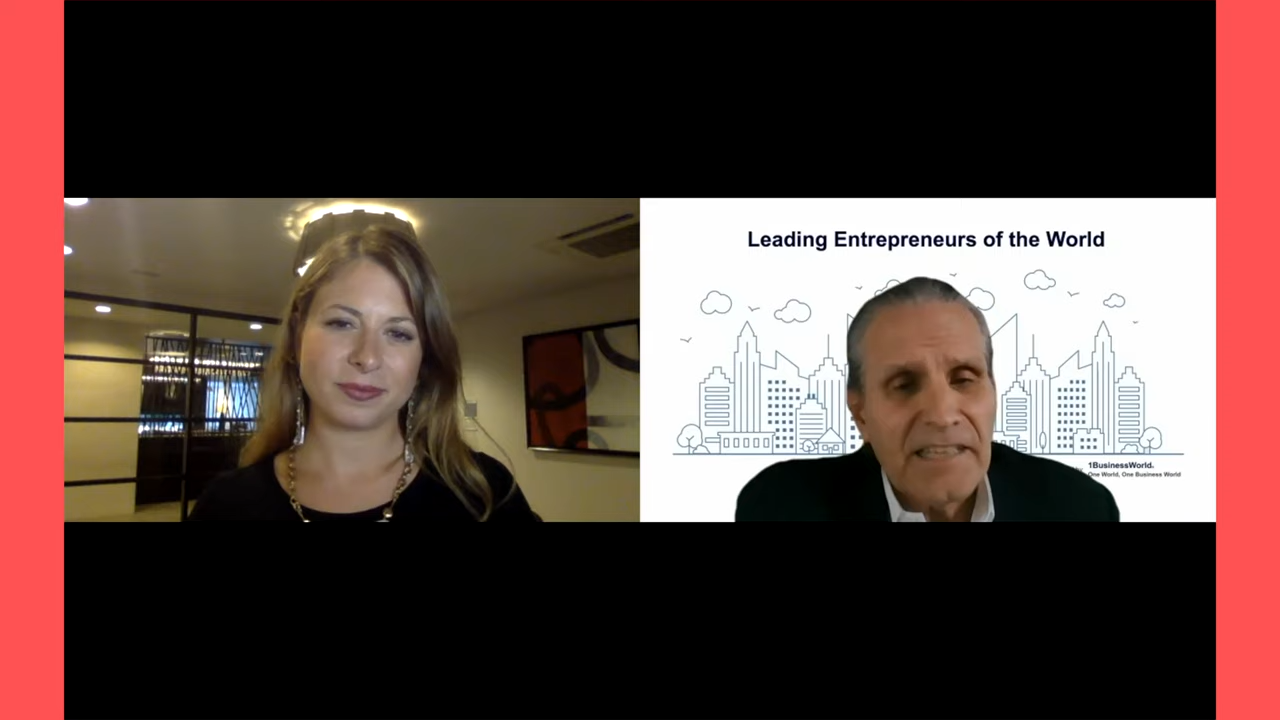 Leading Entrepreneurs of the World
1BusinessWorld.
One World, One Business World